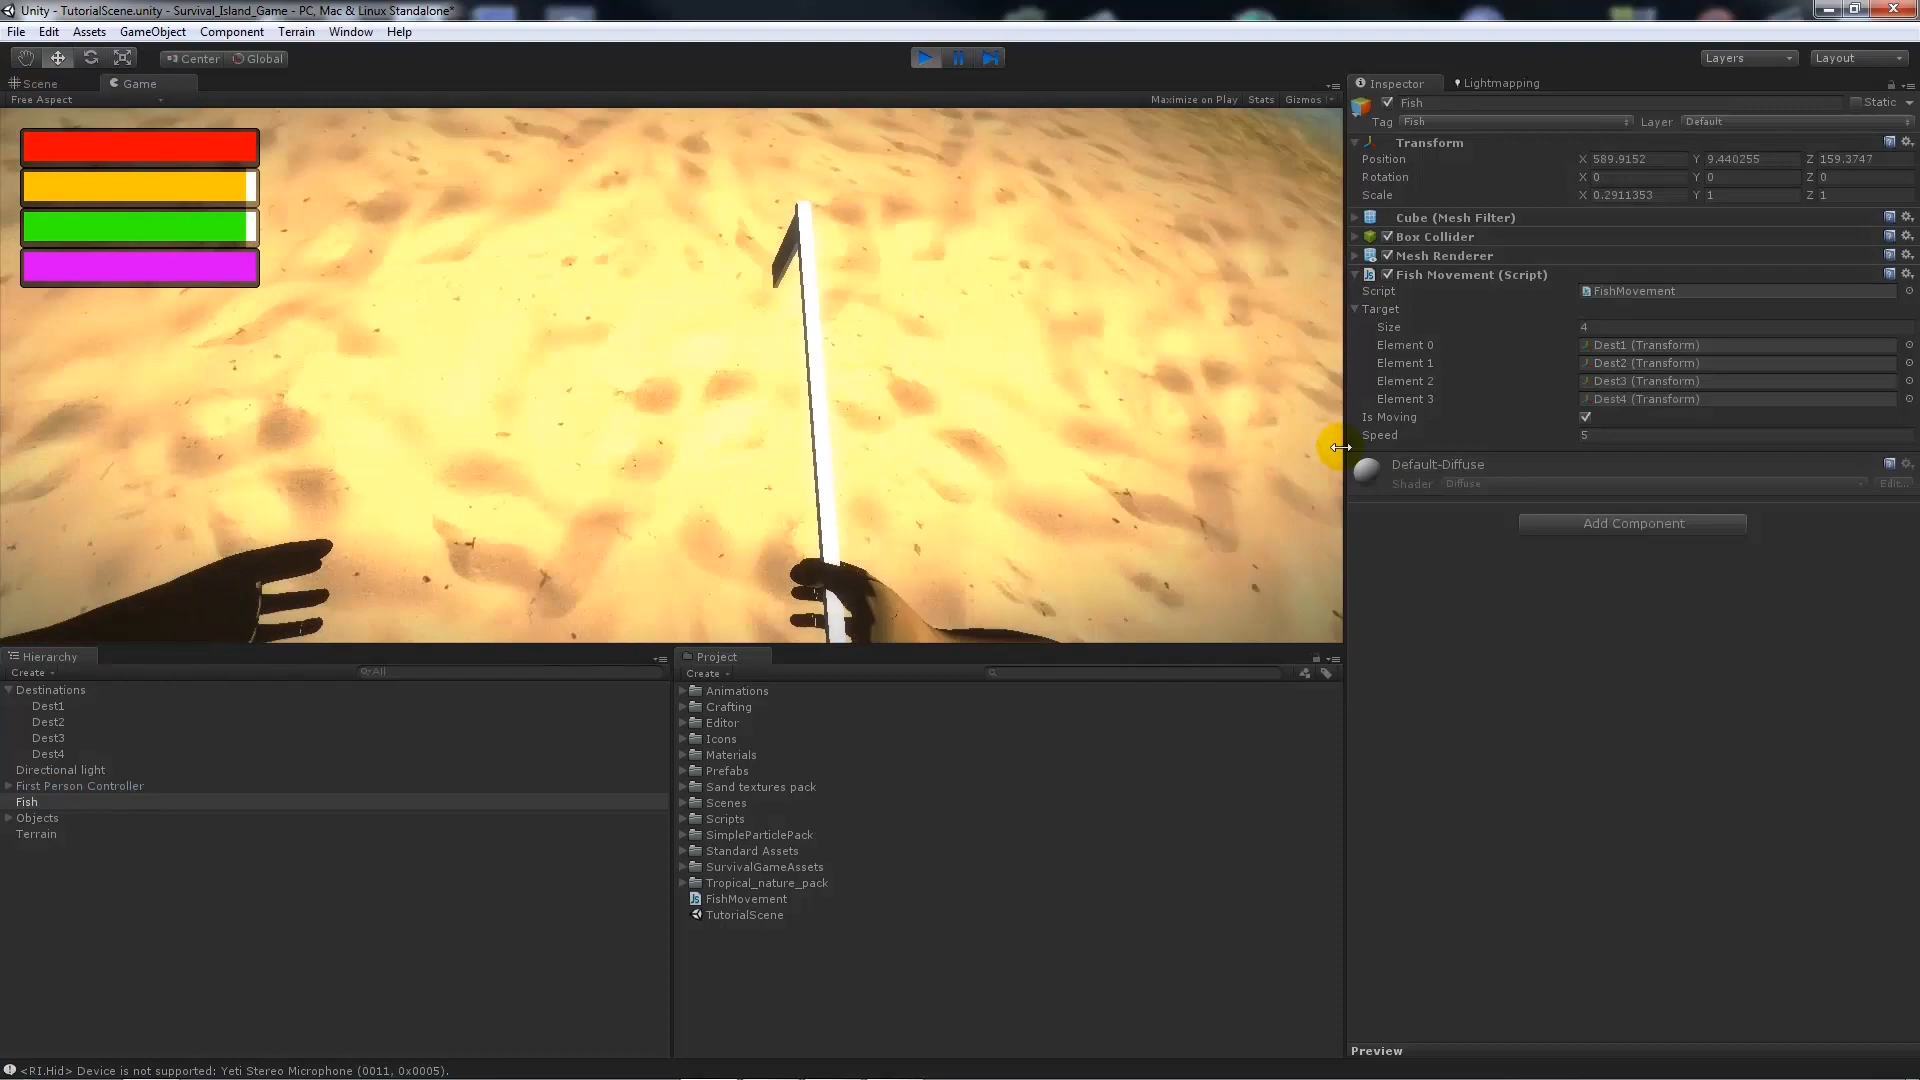 Unity - TutorialScene.unity - Survival_Island_Game - PC, Mac & Linux Standalone*
File Edit Assets GameObject Component Terrain Window Help
Center Global
Layers Layout
Scene Game
Free Aspect Maximize on Play Stats Gizmos
Inspector Lightmapping
Fish Static
Tag Fish Layer Default
Transform
Position X 589.9152 Y 9.440255 Z 159.3747
Rotation X 0 Y 0 Z 0
Scale X 0.2911353 Y 1 Z 1
Cube (Mesh Filter)
Box Collider
Mesh Renderer
Fish Movement (Script)
Script FishMovement
Target
Size 4
Element 0 Dest1 (Transform)
Element 1 Dest2 (Transform)
Element 2 Dest3 (Transform)
Element 3 Dest4 (Transform)
Is Moving
Speed 5
Default-Diffuse
Shader Diffuse Edit...
Add Component
Preview
Hierarchy
Create All
Destinations
Dest1
Dest2
Dest3
Dest4
Directional light
First Person Controller
Fish
Objects
Terrain
Project
Create
Animations
Crafting
Editor
Icons
Materials
Prefabs
Sand textures pack
Scenes
Scripts
SimpleParticlePack
Standard Assets
SurvivalGameAssets
Tropical_nature_pack
FishMovement
TutorialScene
<RI.Hid> Device is not supported: Yeti Stereo Microphone (0011, 0x0005).